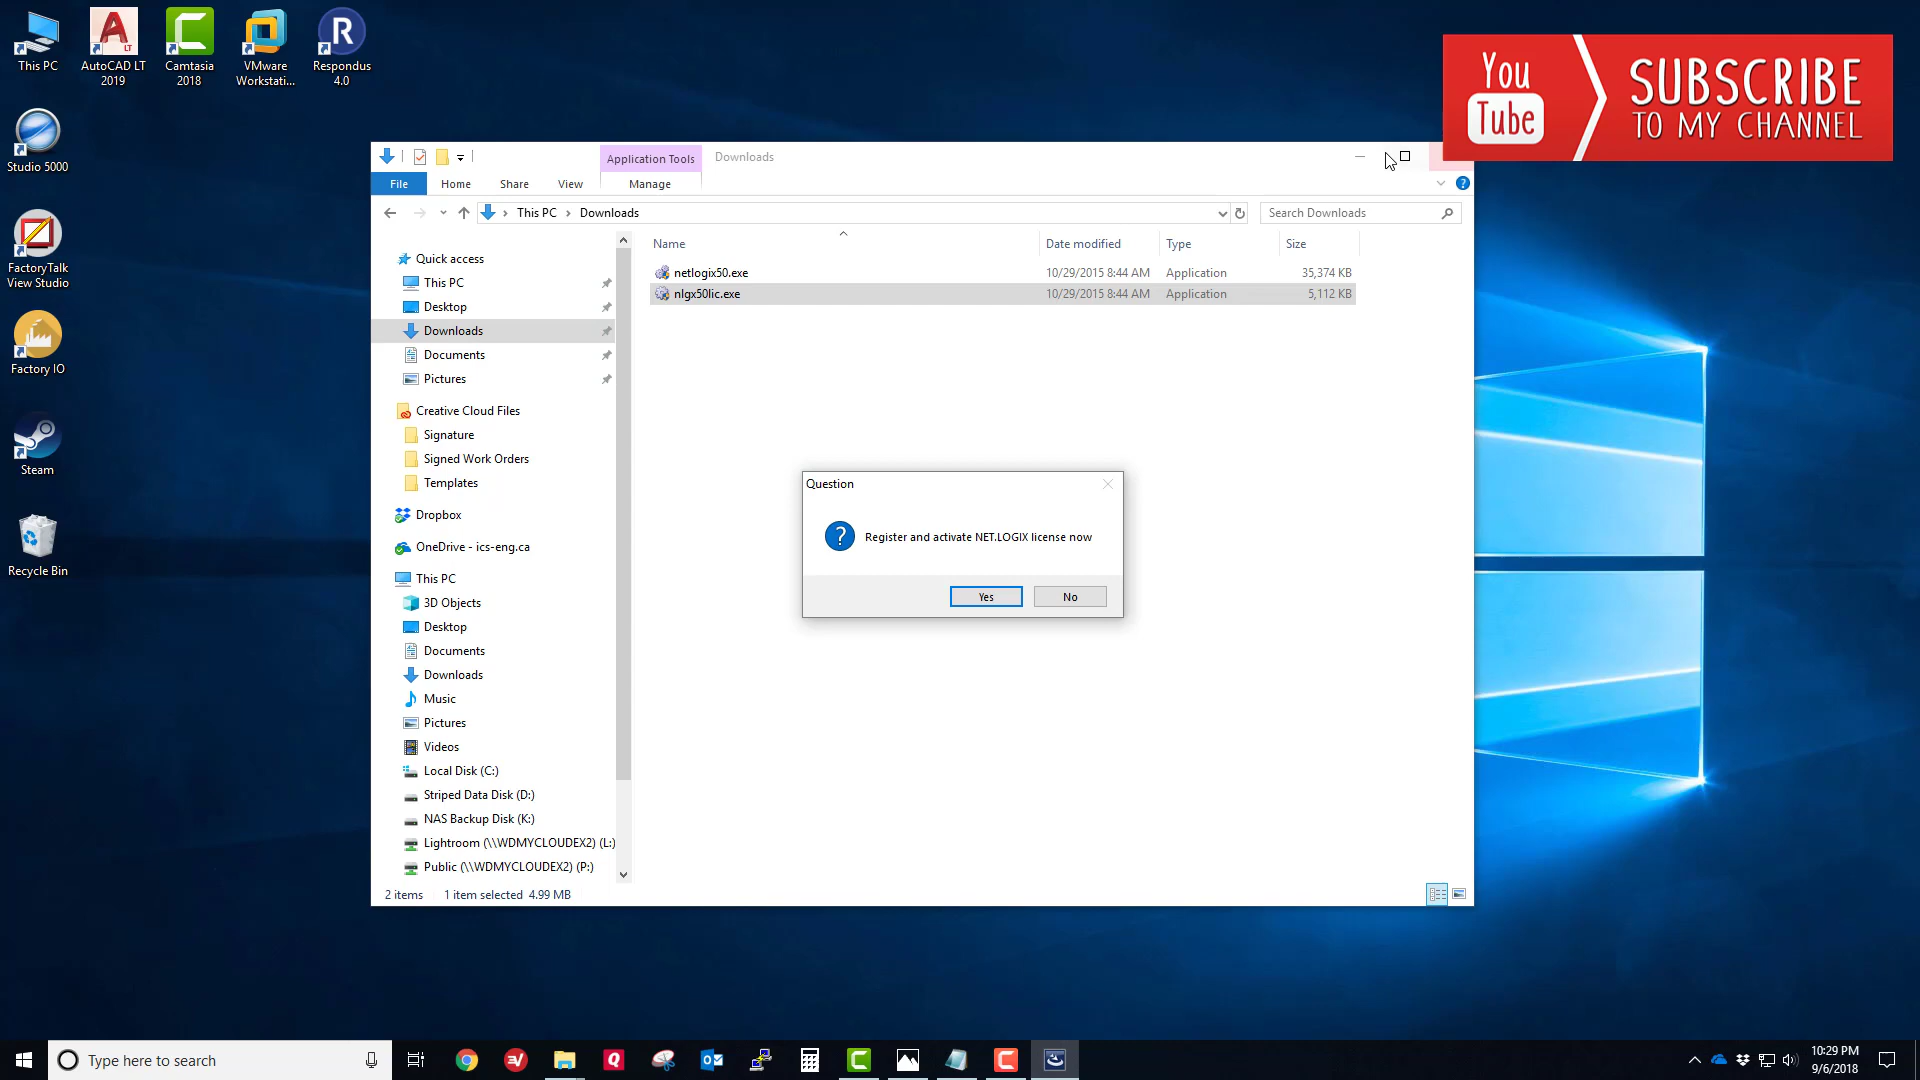 This PC
AutoCAD LT
2019
Camtasia
2018
VMware
Workstati...
Respondus
4.0
Studio 5000
FactoryTalk
View Studio
Factory IO
Steam
Recycle Bin
You
Tube
SUBSCRIBE
TO MY CHANNEL
Application Tools
Downloads
File
Home
Share
View
Manage
This PC
Downloads
Search Downloads
Name
Date modified
Type
Size
netlogix50.exe
10/29/2015 8:44 AM
Application
35,374 KB
nlgx50lic.exe
10/29/2015 8:44 AM
Application
5,112 KB
Quick access
This PC
Desktop
Downloads
Documents
Pictures
Creative Cloud Files
Signature
Signed Work Orders
Templates
Dropbox
OneDrive - ics-eng.ca
This PC
3D Objects
Desktop
Documents
Downloads
Music
Pictures
Videos
Local Disk (C:)
Striped Data Disk (D:)
NAS Backup Disk (K:)
Lightroom (\\WDMYCLOUDEX2) (L:)
Public (\\WDMYCLOUDEX2) (P:)
Question
Register and activate NET.LOGIX license now
Yes
No
2 items
1 item selected 4.99 MB
Type here to search
10:29 PM
9/6/2018